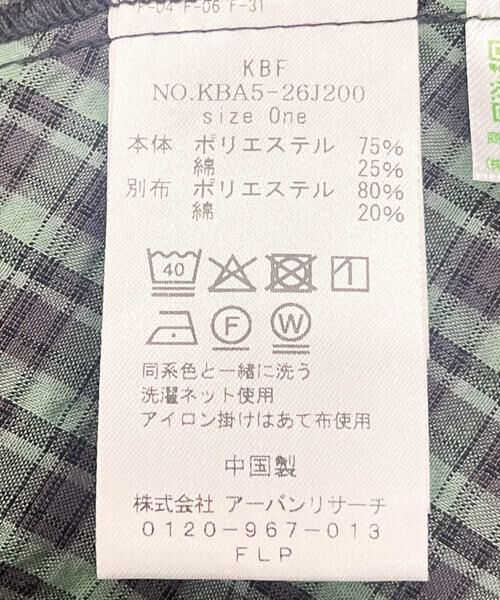 F-04 F-06 F-31
KBF
NO.KBA5-26J200
size One
本体 ポリエステル 75%
綿 25%
別布 ポリエステル 80%
綿 20%
40
F W
同系色と一緒に洗う
洗濯ネット使用
アイロン掛けはあて布使用
中国製
株式会社 アーバンリサーチ
0120-967-013
FLP